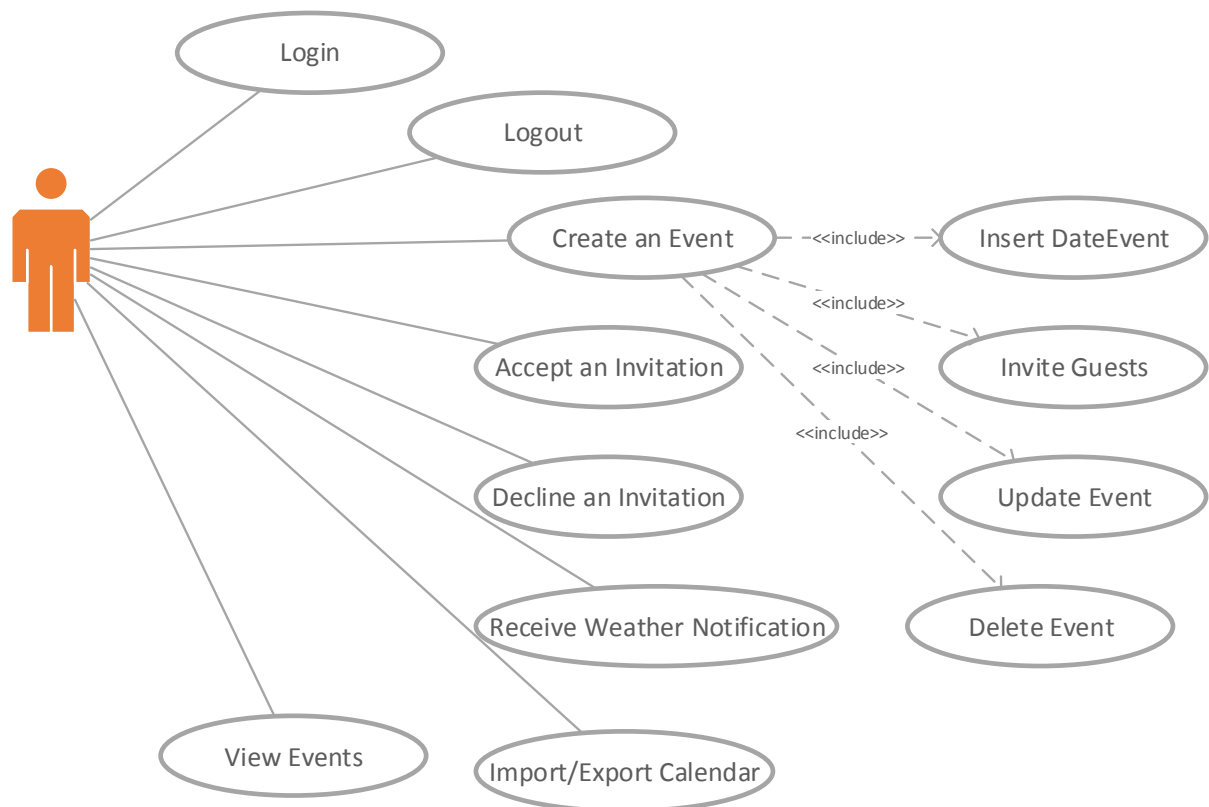 Login
Logout
Create an Event
<<include>>
Insert DateEvent
<<include>>
Accept an Invitation
<<include>>
Invite Guests
<<include>>
Decline an Invitation
Update Event
Receive Weather Notification
Delete Event
View Events
Import/Export Calendar